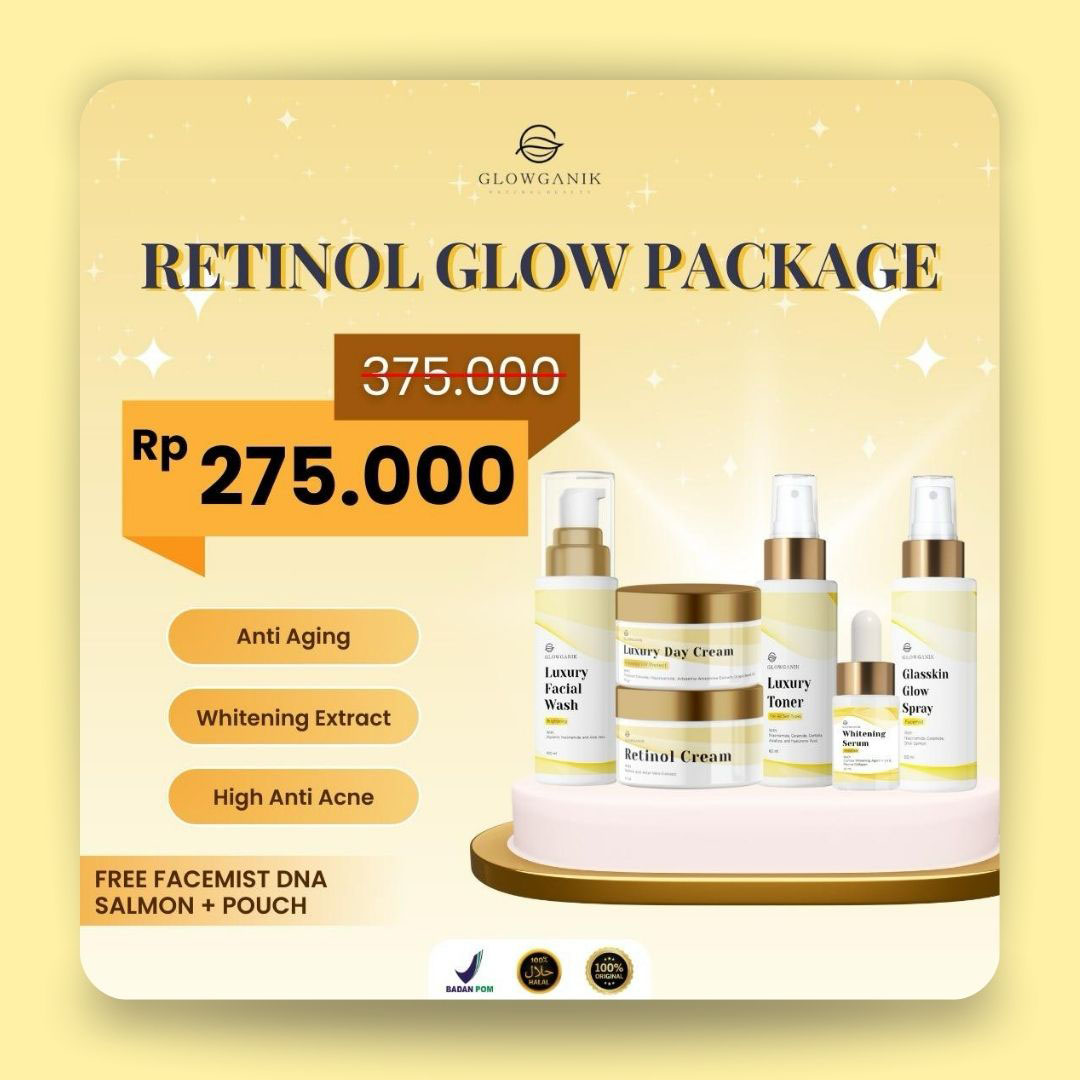 GLOWGANIK
RETINOL GLOW PACKAGE
375.000
Rp 275.000
Anti Aging
Whitening Extract
High Anti Acne
FREE FACEMIST DNA
SALMON + POUCH
GLOWGANIK
Luxury
Facial
Wash
Luxury Day Cream
Retinol Cream
GLOWGANIK
Luxury
Toner
Whitening
Serum
GLOWGANIK
Glasskin
Glow
Spray
BADAN POM
100%
حلال
HALAL
100%
ORIGINAL